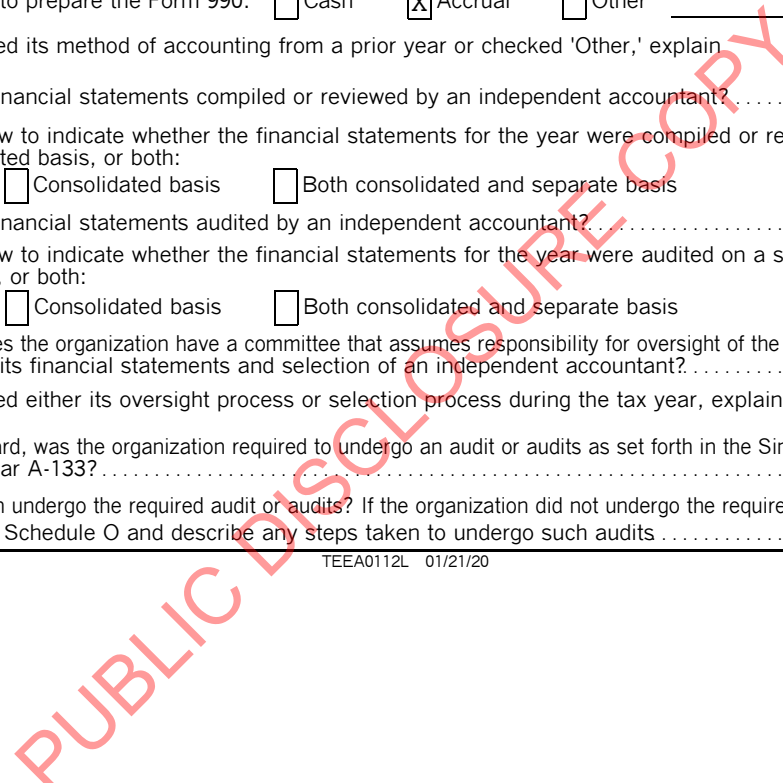 to prepare the Form 990: Cash X Accrual Other
ed its method of accounting from a prior year or checked 'Other,' explain
nancial statements compiled or reviewed by an independent accountant?.....
w to indicate whether the financial statements for the year were compiled or re
ted basis, or both:
Consolidated basis Both consolidated and separate basis
nancial statements audited by an independent accountant?..................
w to indicate whether the financial statements for the year were audited on a s
, or both:
Consolidated basis Both consolidated and separate basis
es the organization have a committee that assumes responsibility for oversight of the
its financial statements and selection of an independent accountant?.........
ed either its oversight process or selection process during the tax year, explain
ard, was the organization required to undergo an audit or audits as set forth in the Sin
ar A-133?..................................................................
n undergo the required audit or audits? If the organization did not undergo the require
Schedule O and describe any steps taken to undergo such audits............
TEEA0112L 01/21/20
PUBLIC DISCLOSURE COPY